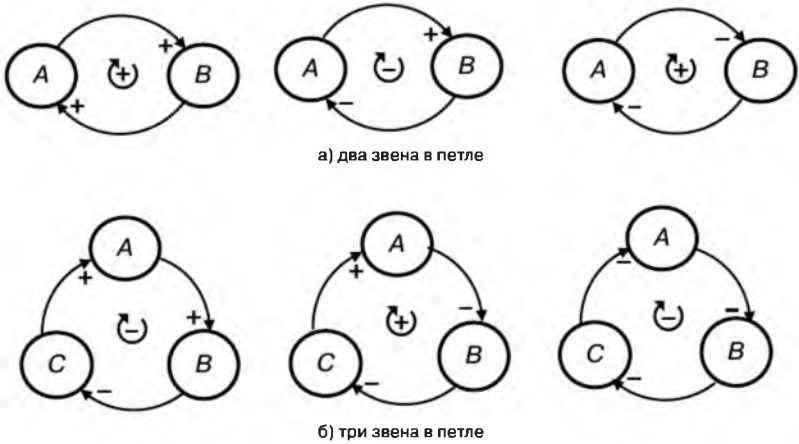 A + B + +
A + B - -
A - B - +
а) два звена в петле
A + B + C - -
A + B - C - +
A - B - C - -
б) три звена в петле